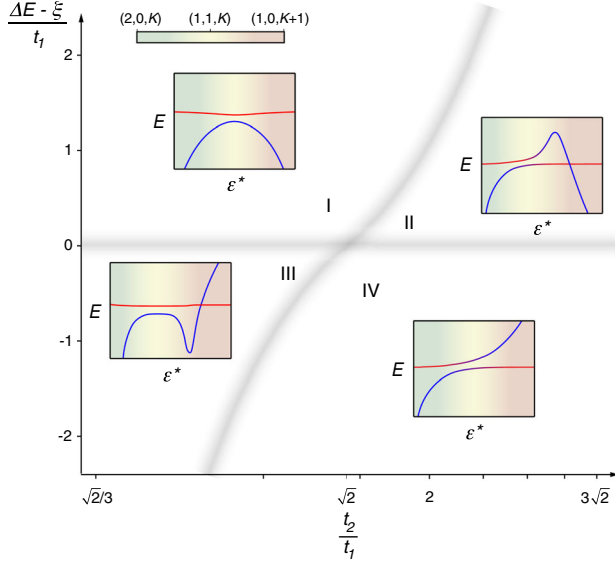 ΔE - ξ
t₁
(2,0,K) (1,1,K) (1,0,K+1)
2
E
ε*
1
E
ε*
I
II
0
III
IV
E
ε*
-1
E
ε*
-2
√2/3 √2 2 3√2
t₂
t₁